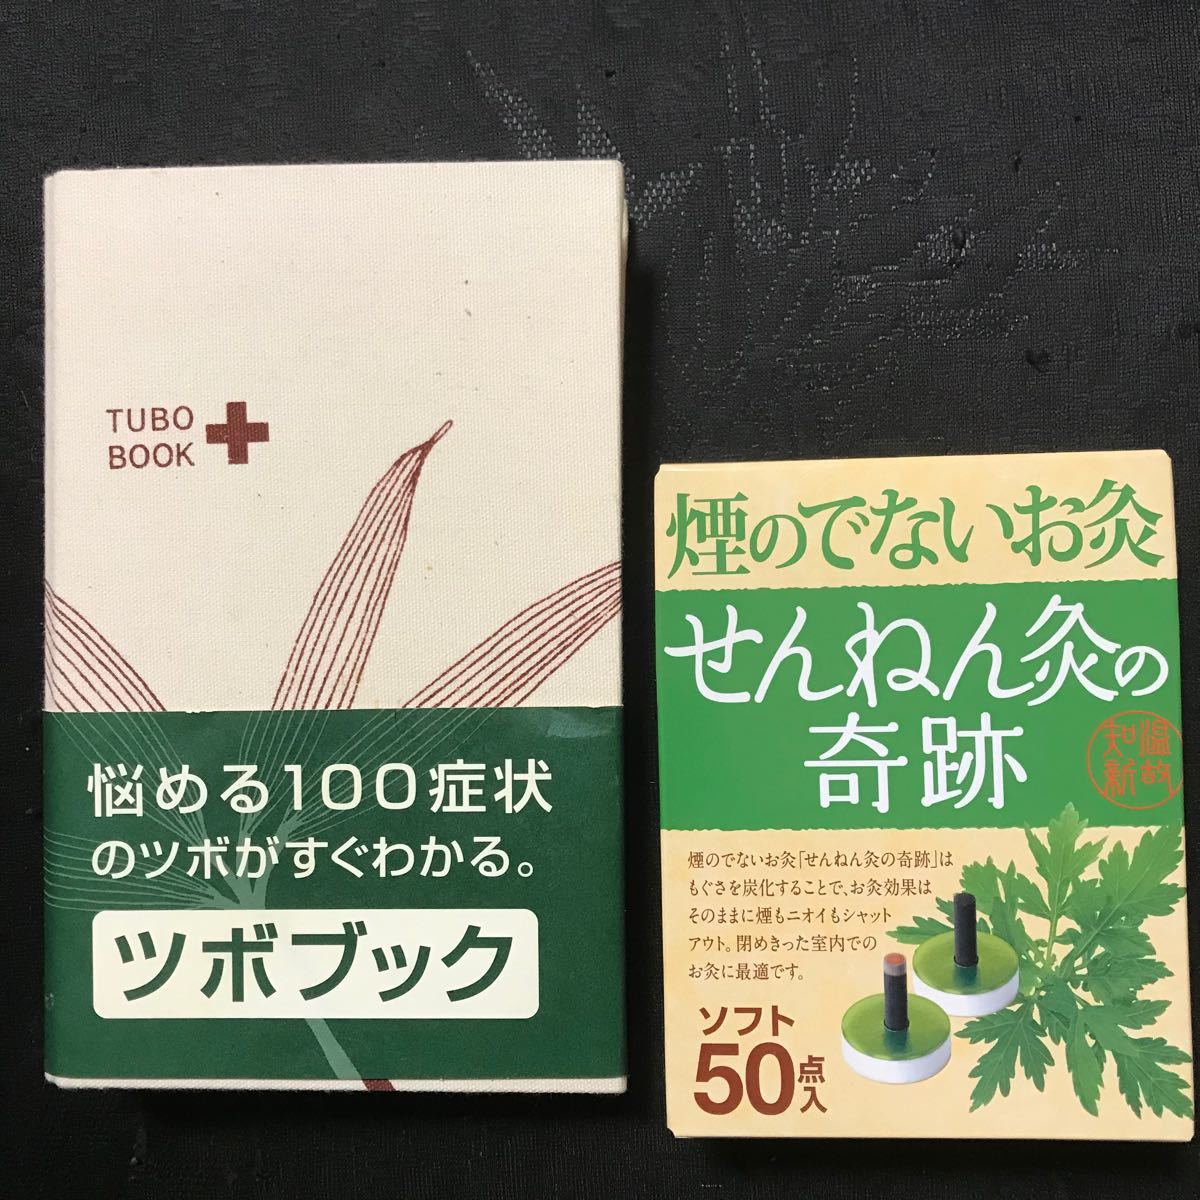 TUBO
BOOK
悩める100症状
のツボがすぐわかる。
ツボブック
煙のでないお灸
せんねん灸の
奇跡
温故
知新
煙のでないお灸「せんねん灸の奇跡」は
もぐさを炭化することで、お灸効果は
そのままに煙もニオイもシャット
アウト。閉めきった室内での
お灸に最適です。
ソフト
50点入